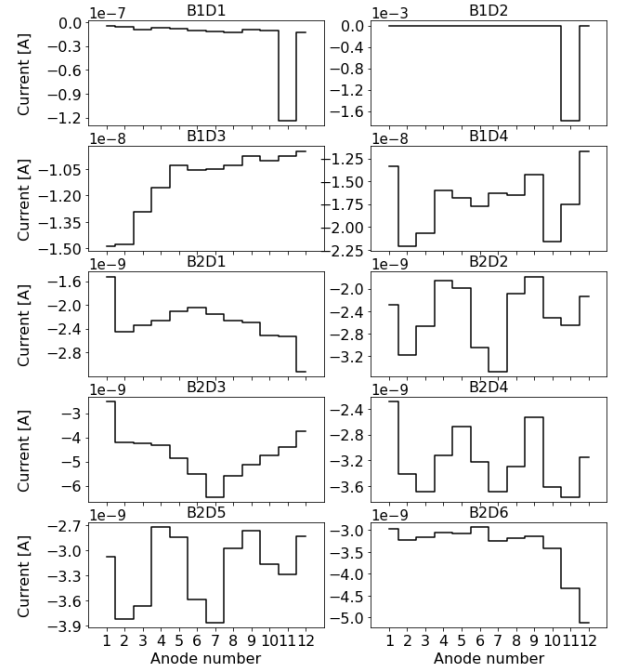 1e−7 B1D1
1e−3 B1D2
Current [A]
0.0
−0.3
−0.6
−0.9
−1.2
0.0
−0.4
−0.8
−1.2
−1.6
1e−8 B1D3
1e−8 B1D4
Current [A]
−1.05
−1.20
−1.35
−1.50
−1.25
−1.50
−1.75
−2.00
−2.25
1e−9 B2D1
1e−9 B2D2
Current [A]
−1.6
−2.0
−2.4
−2.8
−2.0
−2.4
−2.8
−3.2
1e−9 B2D3
1e−9 B2D4
Current [A]
−3
−4
−5
−6
−2.4
−2.8
−3.2
−3.6
1e−9 B2D5
1e−9 B2D6
Current [A]
−2.7
−3.0
−3.3
−3.6
−3.9
−3.0
−3.5
−4.0
−4.5
−5.0
1 2 3 4 5 6 7 8 9 10 11 12
1 2 3 4 5 6 7 8 9 10 11 12
Anode number
Anode number